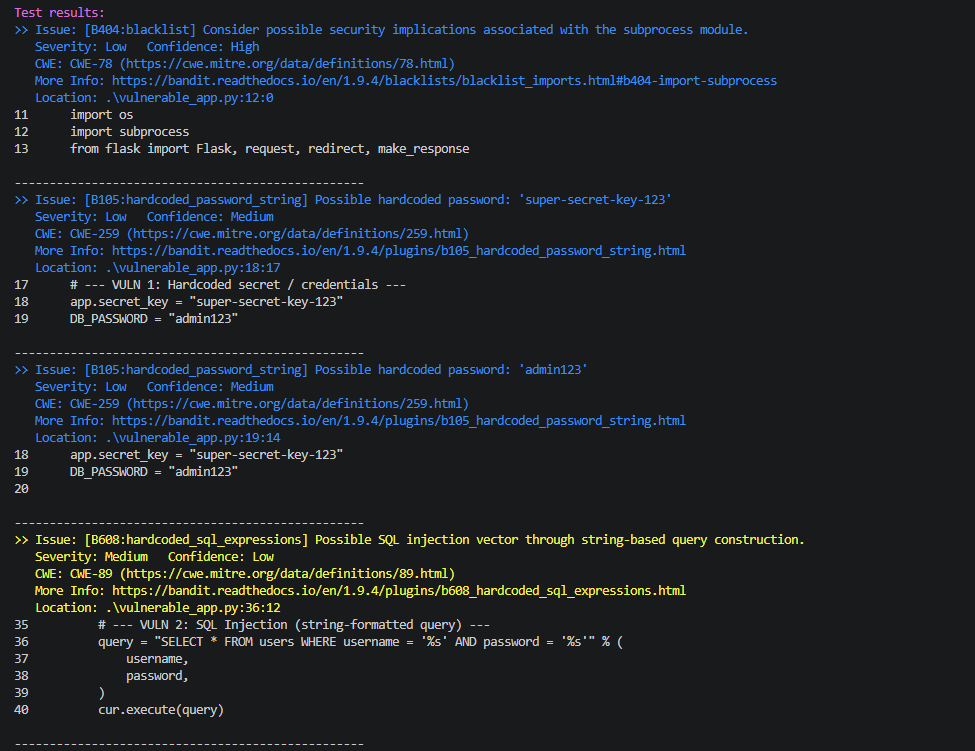 Test results:
>> Issue: [B404:blacklist] Consider possible security implications associated with the subprocess module.
   Severity: Low   Confidence: High
   CWE: CWE-78 (https://cwe.mitre.org/data/definitions/78.html)
   More Info: https://bandit.readthedocs.io/en/1.9.4/blacklists/blacklist_imports.html#b404-import-subprocess
   Location: .\vulnerable_app.py:12:0
11      import os
12      import subprocess
13      from flask import Flask, request, redirect, make_response
--------------------------------------------------
>> Issue: [B105:hardcoded_password_string] Possible hardcoded password: 'super-secret-key-123'
   Severity: Low   Confidence: Medium
   CWE: CWE-259 (https://cwe.mitre.org/data/definitions/259.html)
   More Info: https://bandit.readthedocs.io/en/1.9.4/plugins/b105_hardcoded_password_string.html
   Location: .\vulnerable_app.py:18:17
17      # --- VULN 1: Hardcoded secret / credentials ---
18      app.secret_key = "super-secret-key-123"
19      DB_PASSWORD = "admin123"
--------------------------------------------------
>> Issue: [B105:hardcoded_password_string] Possible hardcoded password: 'admin123'
   Severity: Low   Confidence: Medium
   CWE: CWE-259 (https://cwe.mitre.org/data/definitions/259.html)
   More Info: https://bandit.readthedocs.io/en/1.9.4/plugins/b105_hardcoded_password_string.html
   Location: .\vulnerable_app.py:19:14
18      app.secret_key = "super-secret-key-123"
19      DB_PASSWORD = "admin123"
20
--------------------------------------------------
>> Issue: [B608:hardcoded_sql_expressions] Possible SQL injection vector through string-based query construction.
   Severity: Medium   Confidence: Low
   CWE: CWE-89 (https://cwe.mitre.org/data/definitions/89.html)
   More Info: https://bandit.readthedocs.io/en/1.9.4/plugins/b608_hardcoded_sql_expressions.html
   Location: .\vulnerable_app.py:36:12
35          # --- VULN 2: SQL Injection (string-formatted query) ---
36          query = "SELECT * FROM users WHERE username = '%s' AND password = '%s'" % (
37              username,
38              password,
39          )
40          cur.execute(query)
--------------------------------------------------